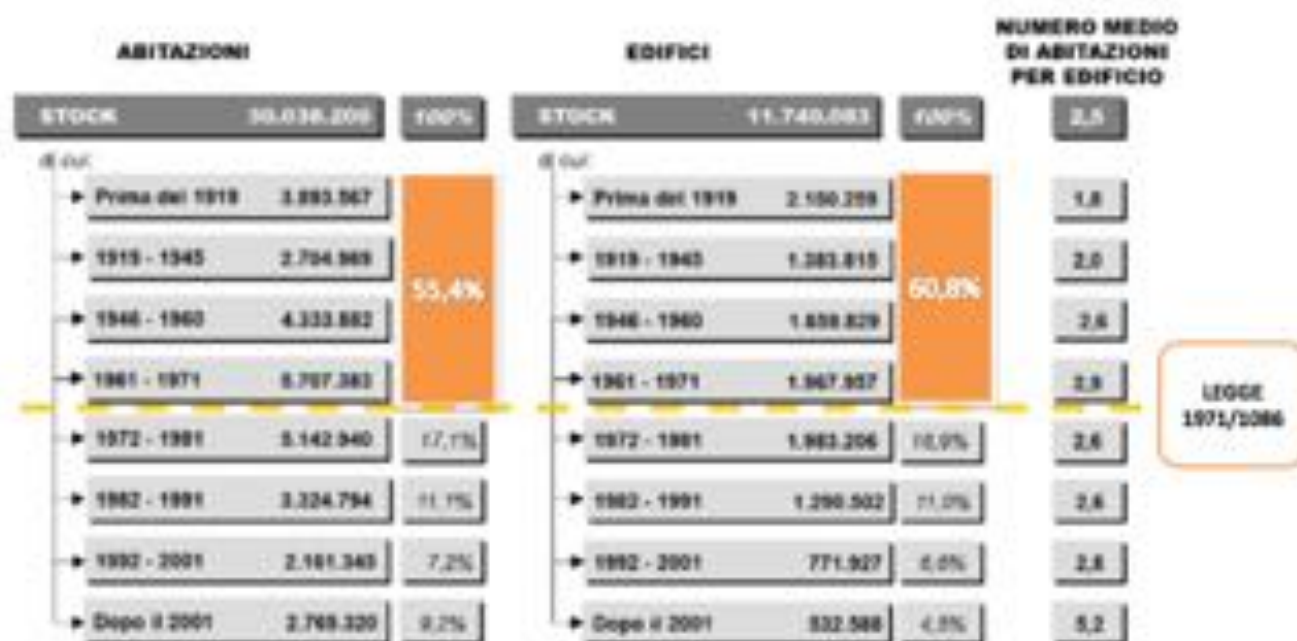 ABITAZIONI
EDIFICI
NUMERO MEDIO
DI ABITAZIONI
PER EDIFICIO
STOCK 30.038.200 100% STOCK 11.740.083 100% 2,5
di cui: di cui:
Prima del 1919 3.893.567 Prima del 1919 2.150.259 1,8
1919 - 1945 2.704.969 1919 - 1945 1.383.815 2,0
55,4% 60,8%
1946 - 1960 4.333.882 1946 - 1960 1.659.829 2,6
1961 - 1971 5.707.383 1961 - 1971 1.967.957 2,9
LEGGE
1971/1086
1972 - 1981 5.142.940 17,1% 1972 - 1981 1.983.206 16,9% 2,6
1982 - 1991 3.324.794 11,1% 1982 - 1991 1.290.502 11,0% 2,6
1992 - 2001 2.161.345 7,2% 1992 - 2001 771.927 6,6% 2,8
Dopo il 2001 2.769.320 9,2% Dopo il 2001 532.588 4,5% 5,2